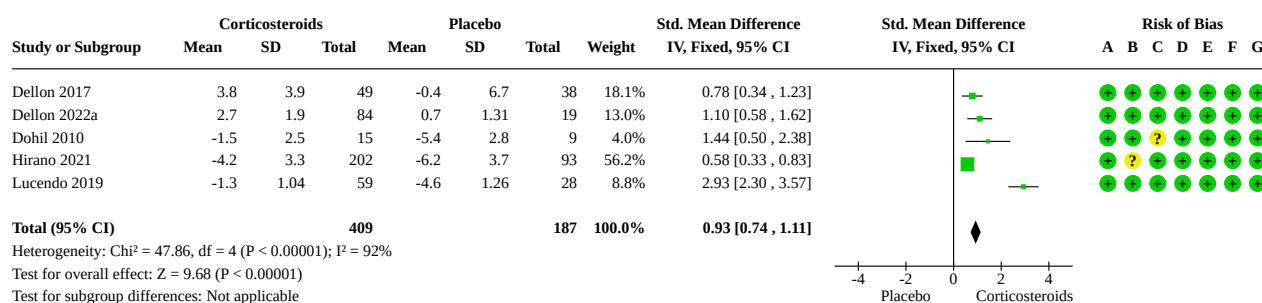 Corticosteroids Placebo Std. Mean Difference Std. Mean Difference Risk of Bias
Study or Subgroup Mean SD Total Mean SD Total Weight IV, Fixed, 95% CI IV, Fixed, 95% CI A B C D E F G
Dellon 2017 3.8 3.9 49 -0.4 6.7 38 18.1% 0.78 [0.34 , 1.23] + + + + + + +
Dellon 2022a 2.7 1.9 84 0.7 1.31 19 13.0% 1.10 [0.58 , 1.62] + + + + + + +
Dohil 2010 -1.5 2.5 15 -5.4 2.8 9 4.0% 1.44 [0.50 , 2.38] + + ? + + + +
Hirano 2021 -4.2 3.3 202 -6.2 3.7 93 56.2% 0.58 [0.33 , 0.83] + ? + + + + +
Lucendo 2019 -1.3 1.04 59 -4.6 1.26 28 8.8% 2.93 [2.30 , 3.57] + + + + + + +
Total (95% CI) 409 187 100.0% 0.93 [0.74 , 1.11]
Heterogeneity: Chi² = 47.86, df = 4 (P < 0.00001); I² = 92%
Test for overall effect: Z = 9.68 (P < 0.00001)
Test for subgroup differences: Not applicable
-4 -2 0 2 4
Placebo Corticosteroids